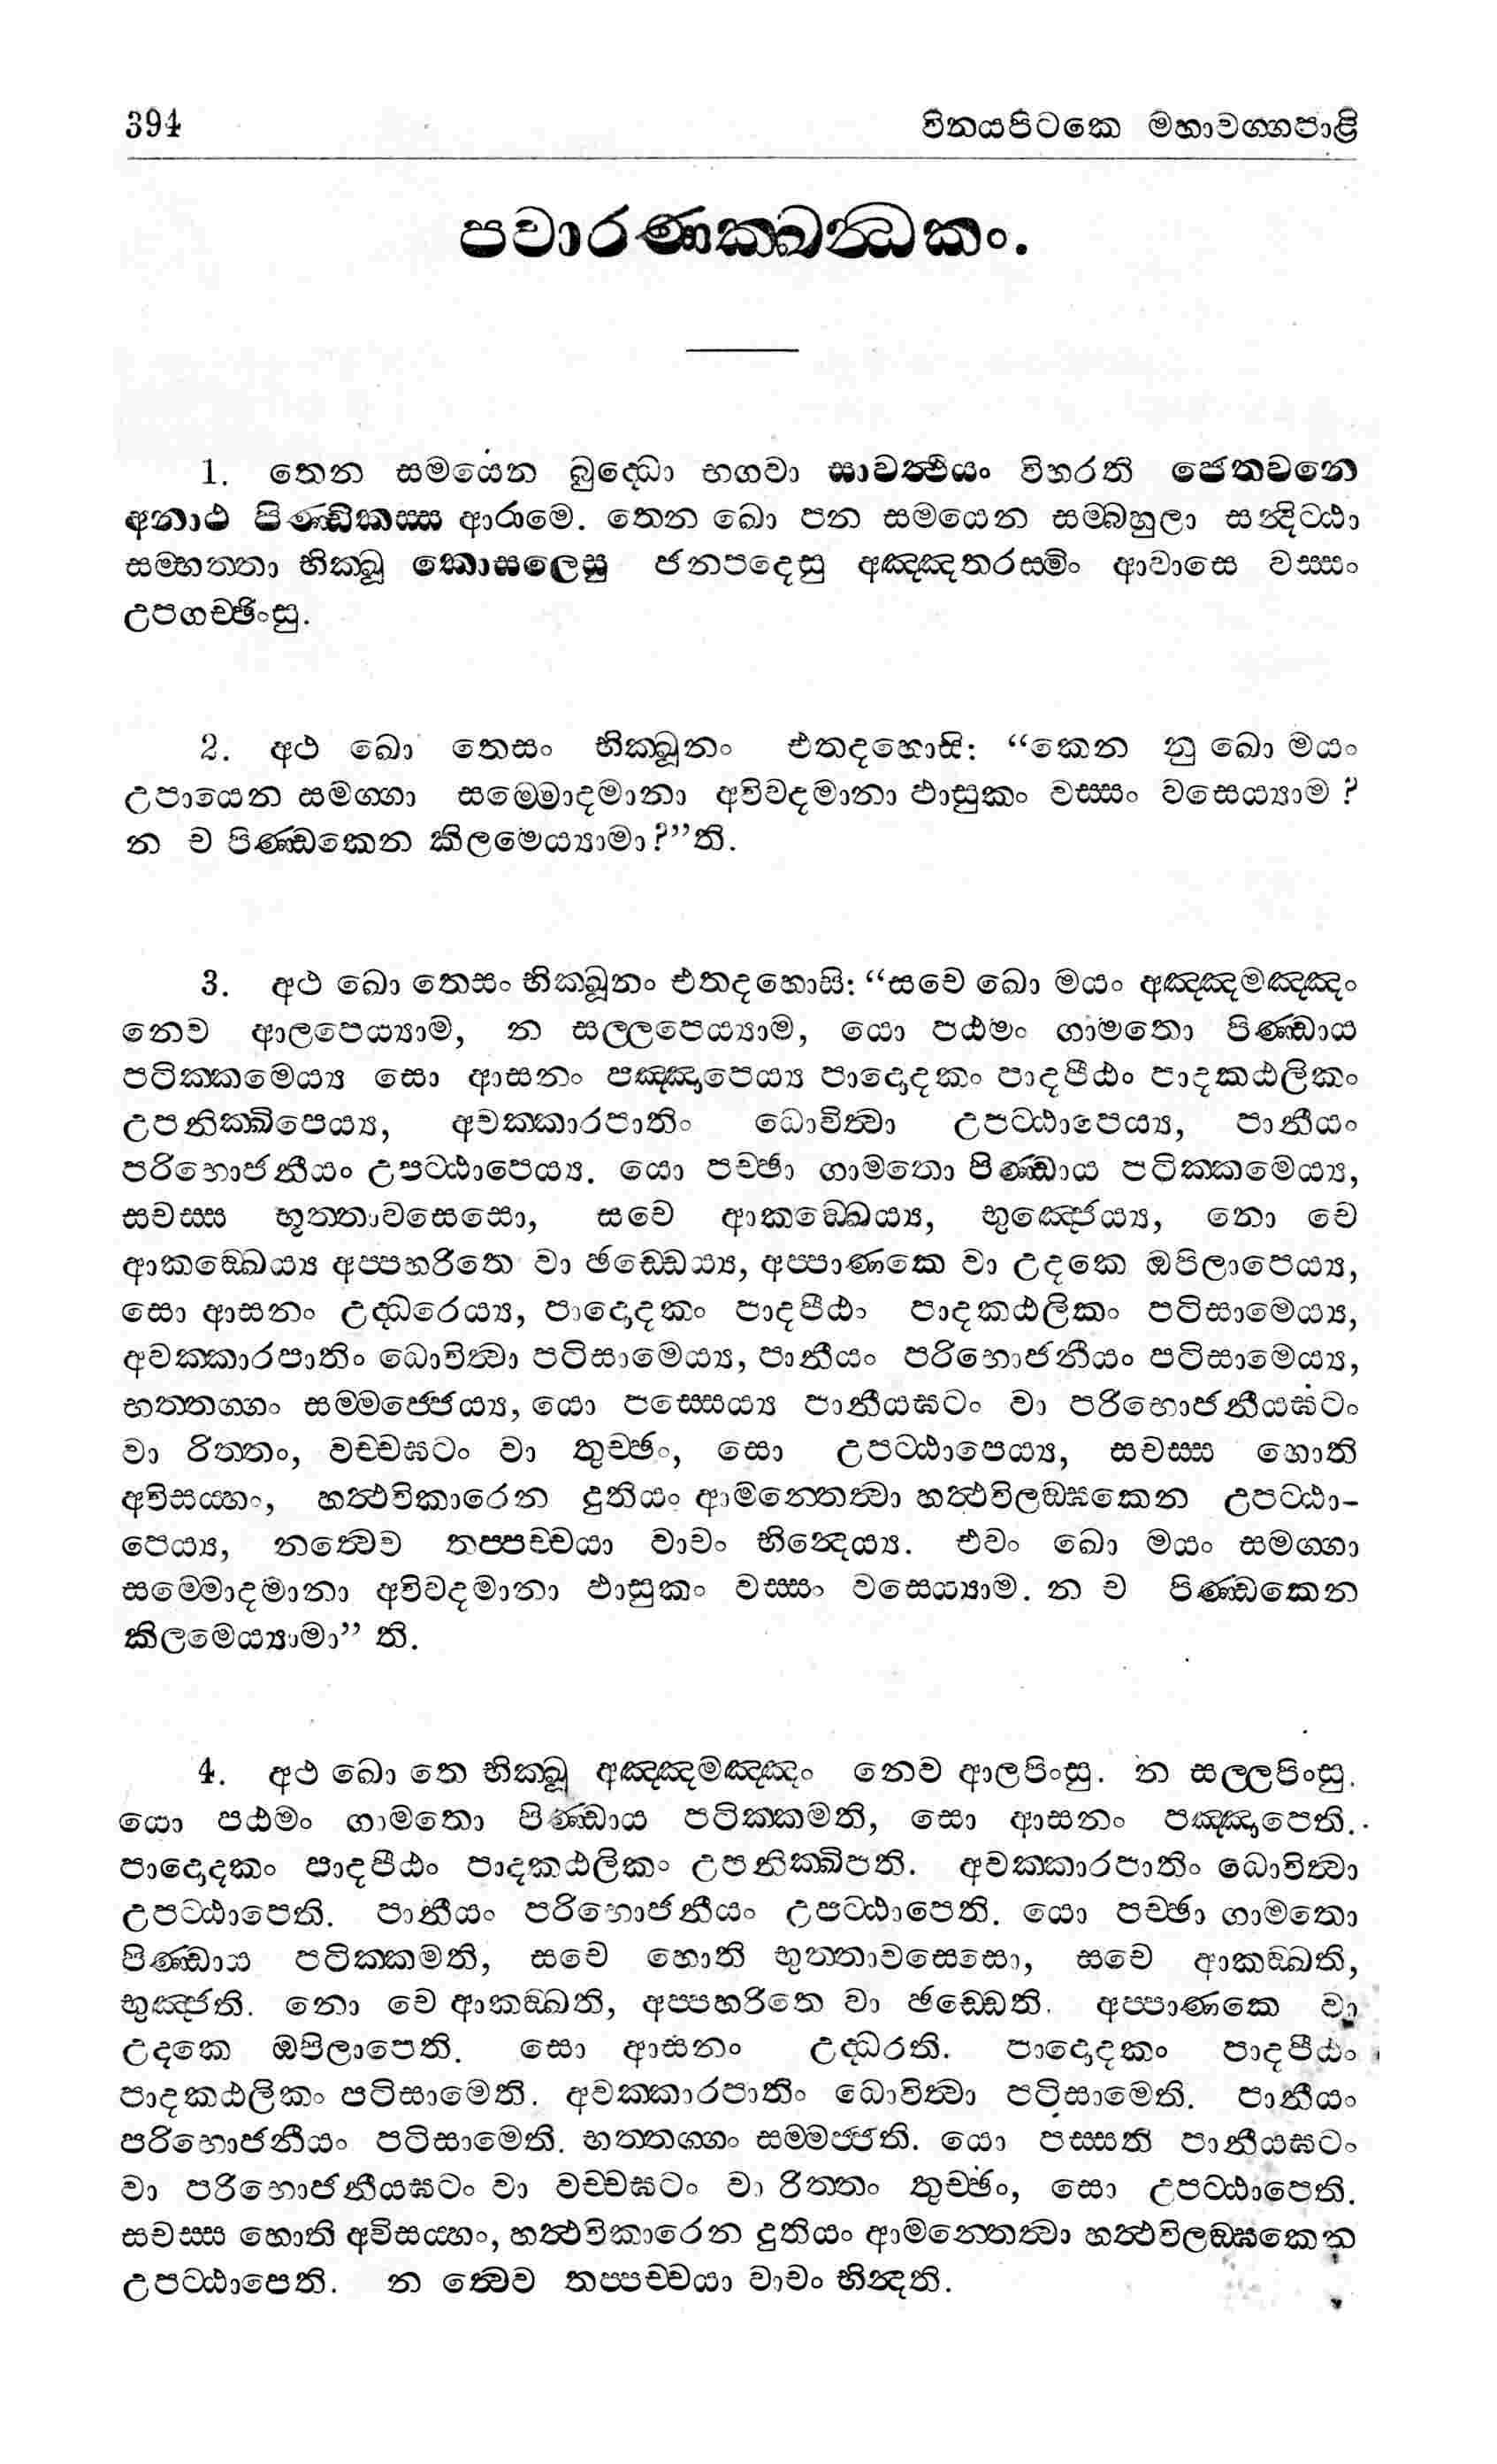 394 විනයපිටකෙ මහාවග්ගපාළි
පවාරණක්ඛන්ධකං.
1. තෙන සමයෙන බුද්ධො භගවා සාවත්ථියං විහරති ජෙතවනෙ
අනාථ පිණ්ඩිකස්ස ආරාමෙ. තෙන ඛො පන සමයෙන සම්බහුලා සන්දිට්ඨා
සම්භත්තා භික්ඛූ කොසලෙසු ජනපදෙසු අඤ්ඤතරස්මිං ආවාසෙ වස්සං
උපගච්ඡිංසු.
2. අථ ඛො තෙසං භික්ඛූනං එතදහොසි: “කෙන නු ඛො මයං
උපායෙන සමග්ගා සම්මොදමානා අවිවදමානා ඵාසුකං වස්සං වසෙය්‍යාම ?
න ච පිණ්ඩකෙන කිලමෙය්‍යාමා?”ති.
3. අථ ඛො තෙසං භික්ඛූනං එතදහොසි: “සචෙ ඛො මයං අඤ්ඤමඤ්ඤං
නෙව ආලපෙය්‍යාම, න සල්ලපෙය්‍යාම, යො පඨමං ගාමතො පිණ්ඩාය
පටික්කමෙය්‍ය සො ආසනං පඤ්ඤාපෙය්‍ය පාදොදකං පාදපීඨං පාදකඨලිකං
උපනික්ඛිපෙය්‍ය, අවක්කාරපාතිං ධොවිත්වා උපට්ඨාපෙය්‍ය, පානීයං
පරිභොජනීයං උපට්ඨාපෙය්‍ය. යො පච්ඡා ගාමතො පිණ්ඩාය පටික්කමෙය්‍ය,
සචස්ස භූත්තාවසෙසො, සචෙ ආකඞ්ඛෙය්‍ය, භුඤ්ජෙය්‍ය, නො චෙ
ආකඞ්ඛෙය්‍ය අප්පහරිතෙ වා ඡඩ්ඩෙය්‍ය, අප්පාණකෙ වා උදකෙ ඔපිලාපෙය්‍ය,
සො ආසනං උද්ධරෙය්‍ය, පාදොදකං පාදපීඨං පාදකඨලිකං පටිසාමෙය්‍ය,
අවක්කාරපාතිං ධොවිත්වා පටිසාමෙය්‍ය, පානීයං පරිභොජනීයං පටිසාමෙය්‍ය,
භත්තග්ගං සම්මජ්ජෙය්‍ය, යො පස්සෙය්‍ය පානීයඝටං වා පරිභොජනීයඝටං
වා රිත්තං, වච්චඝටං වා තුච්ඡං, සො උපට්ඨාපෙය්‍ය, සචස්ස හොති
අවිසය්හං, හත්ථවිකාරෙන දුතියං ආමන්තෙත්වා හත්ථවිලඞ්ඝකෙන උපට්ඨා-
පෙය්‍ය, නත්වෙව තප්පච්චයා වාචං භින්දෙය්‍ය. එවං ඛො මයං සමග්ගා
සම්මොදමානා අවිවදමානා ඵාසුකං වස්සං වසෙය්‍යාම. න ච පිණ්ඩකෙන
කිලමෙය්‍යාමා” ති.
4. අථ ඛො තෙ භික්ඛූ අඤ්ඤමඤ්ඤං නෙව ආලපිංසු. න සල්ලපිංසු.
යො පඨමං ගාමතො පිණ්ඩාය පටික්කමති, සො ආසනං පඤ්ඤාපෙති.
පාදොදකං පාදපීඨං පාදකඨලිකං උපනික්ඛිපති. අවක්කාරපාතිං ධොවිත්වා
උපට්ඨාපෙති. පානීයං පරිභොජනීයං උපට්ඨාපෙති. යො පච්ඡා ගාමතො
පිණ්ඩාය පටික්කමති, සචෙ හොති භුත්තාවසෙසො, සචෙ ආකඞ්ඛති,
භුඤ්ජති. නො චෙ ආකඞ්ඛති, අප්පහරිතෙ වා ඡඩ්ඩෙති. අප්පාණකෙ වා
උදකෙ ඔපිලාපෙති. සො ආසනං උද්ධරති. පාදොදකං පාදපීඨං
පාදකඨලිකං පටිසාමෙති. අවක්කාරපාතිං ධොවිත්වා පටිසාමෙති. පානීයං
පරිභොජනීයං පටිසාමෙති. භත්තග්ගං සම්මජ්ජති. යො පස්සති පානීයඝටං
වා පරිභොජනීයඝටං වා වච්චඝටං වා රිත්තං තුච්ඡං, සො උපට්ඨාපෙති.
සචස්ස හොති අවිසය්හං, හත්ථවිකාරෙන දුතියං ආමන්තෙත්වා හත්ථවිලඞ්ඝකෙන
උපට්ඨාපෙති. න ත්වෙව තප්පච්චයා වාචං භින්දති.